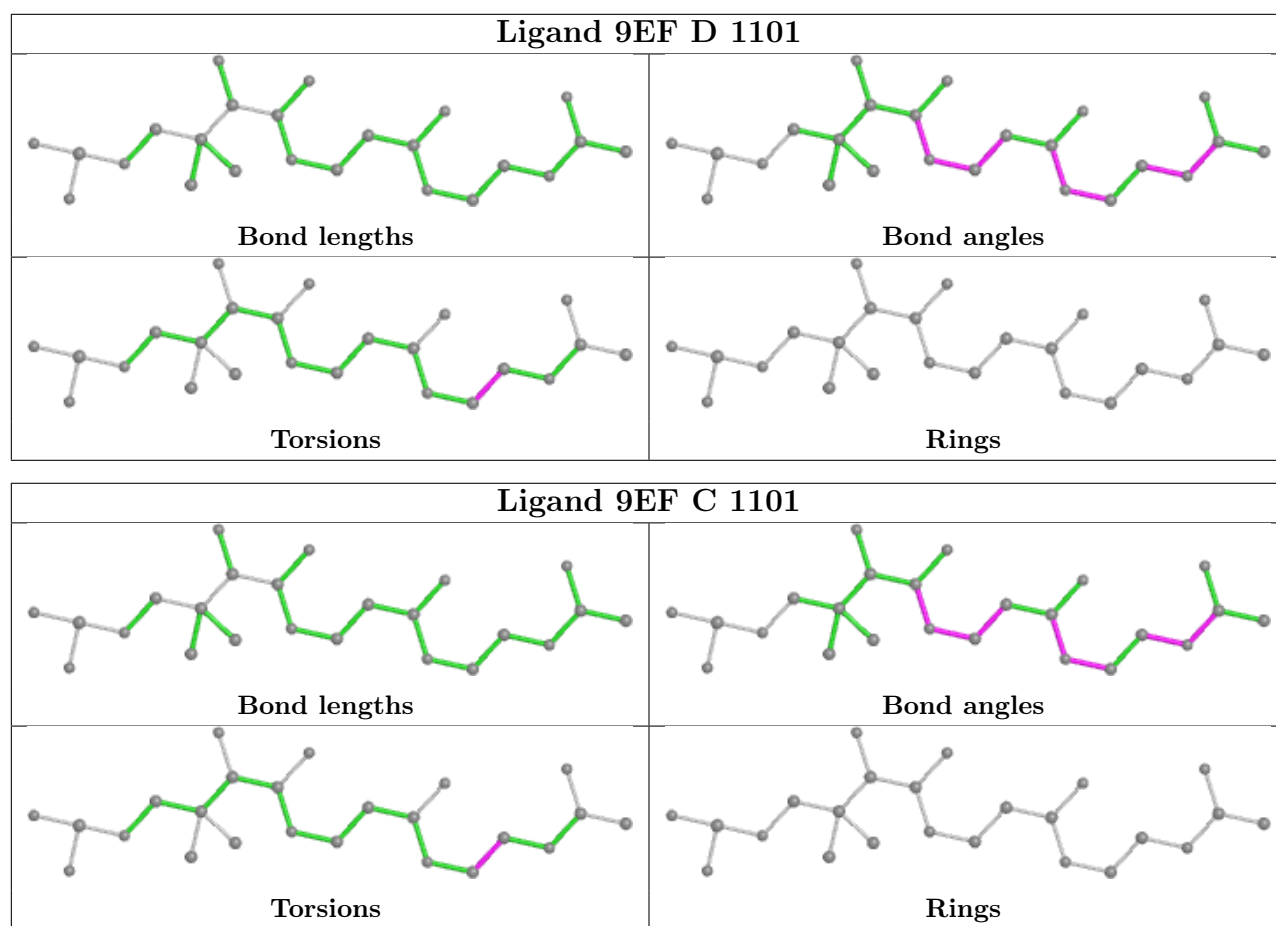 Ligand 9EF D 1101
Bond lengths
Bond angles
Torsions
Rings
Ligand 9EF C 1101
Bond lengths
Bond angles
Torsions
Rings